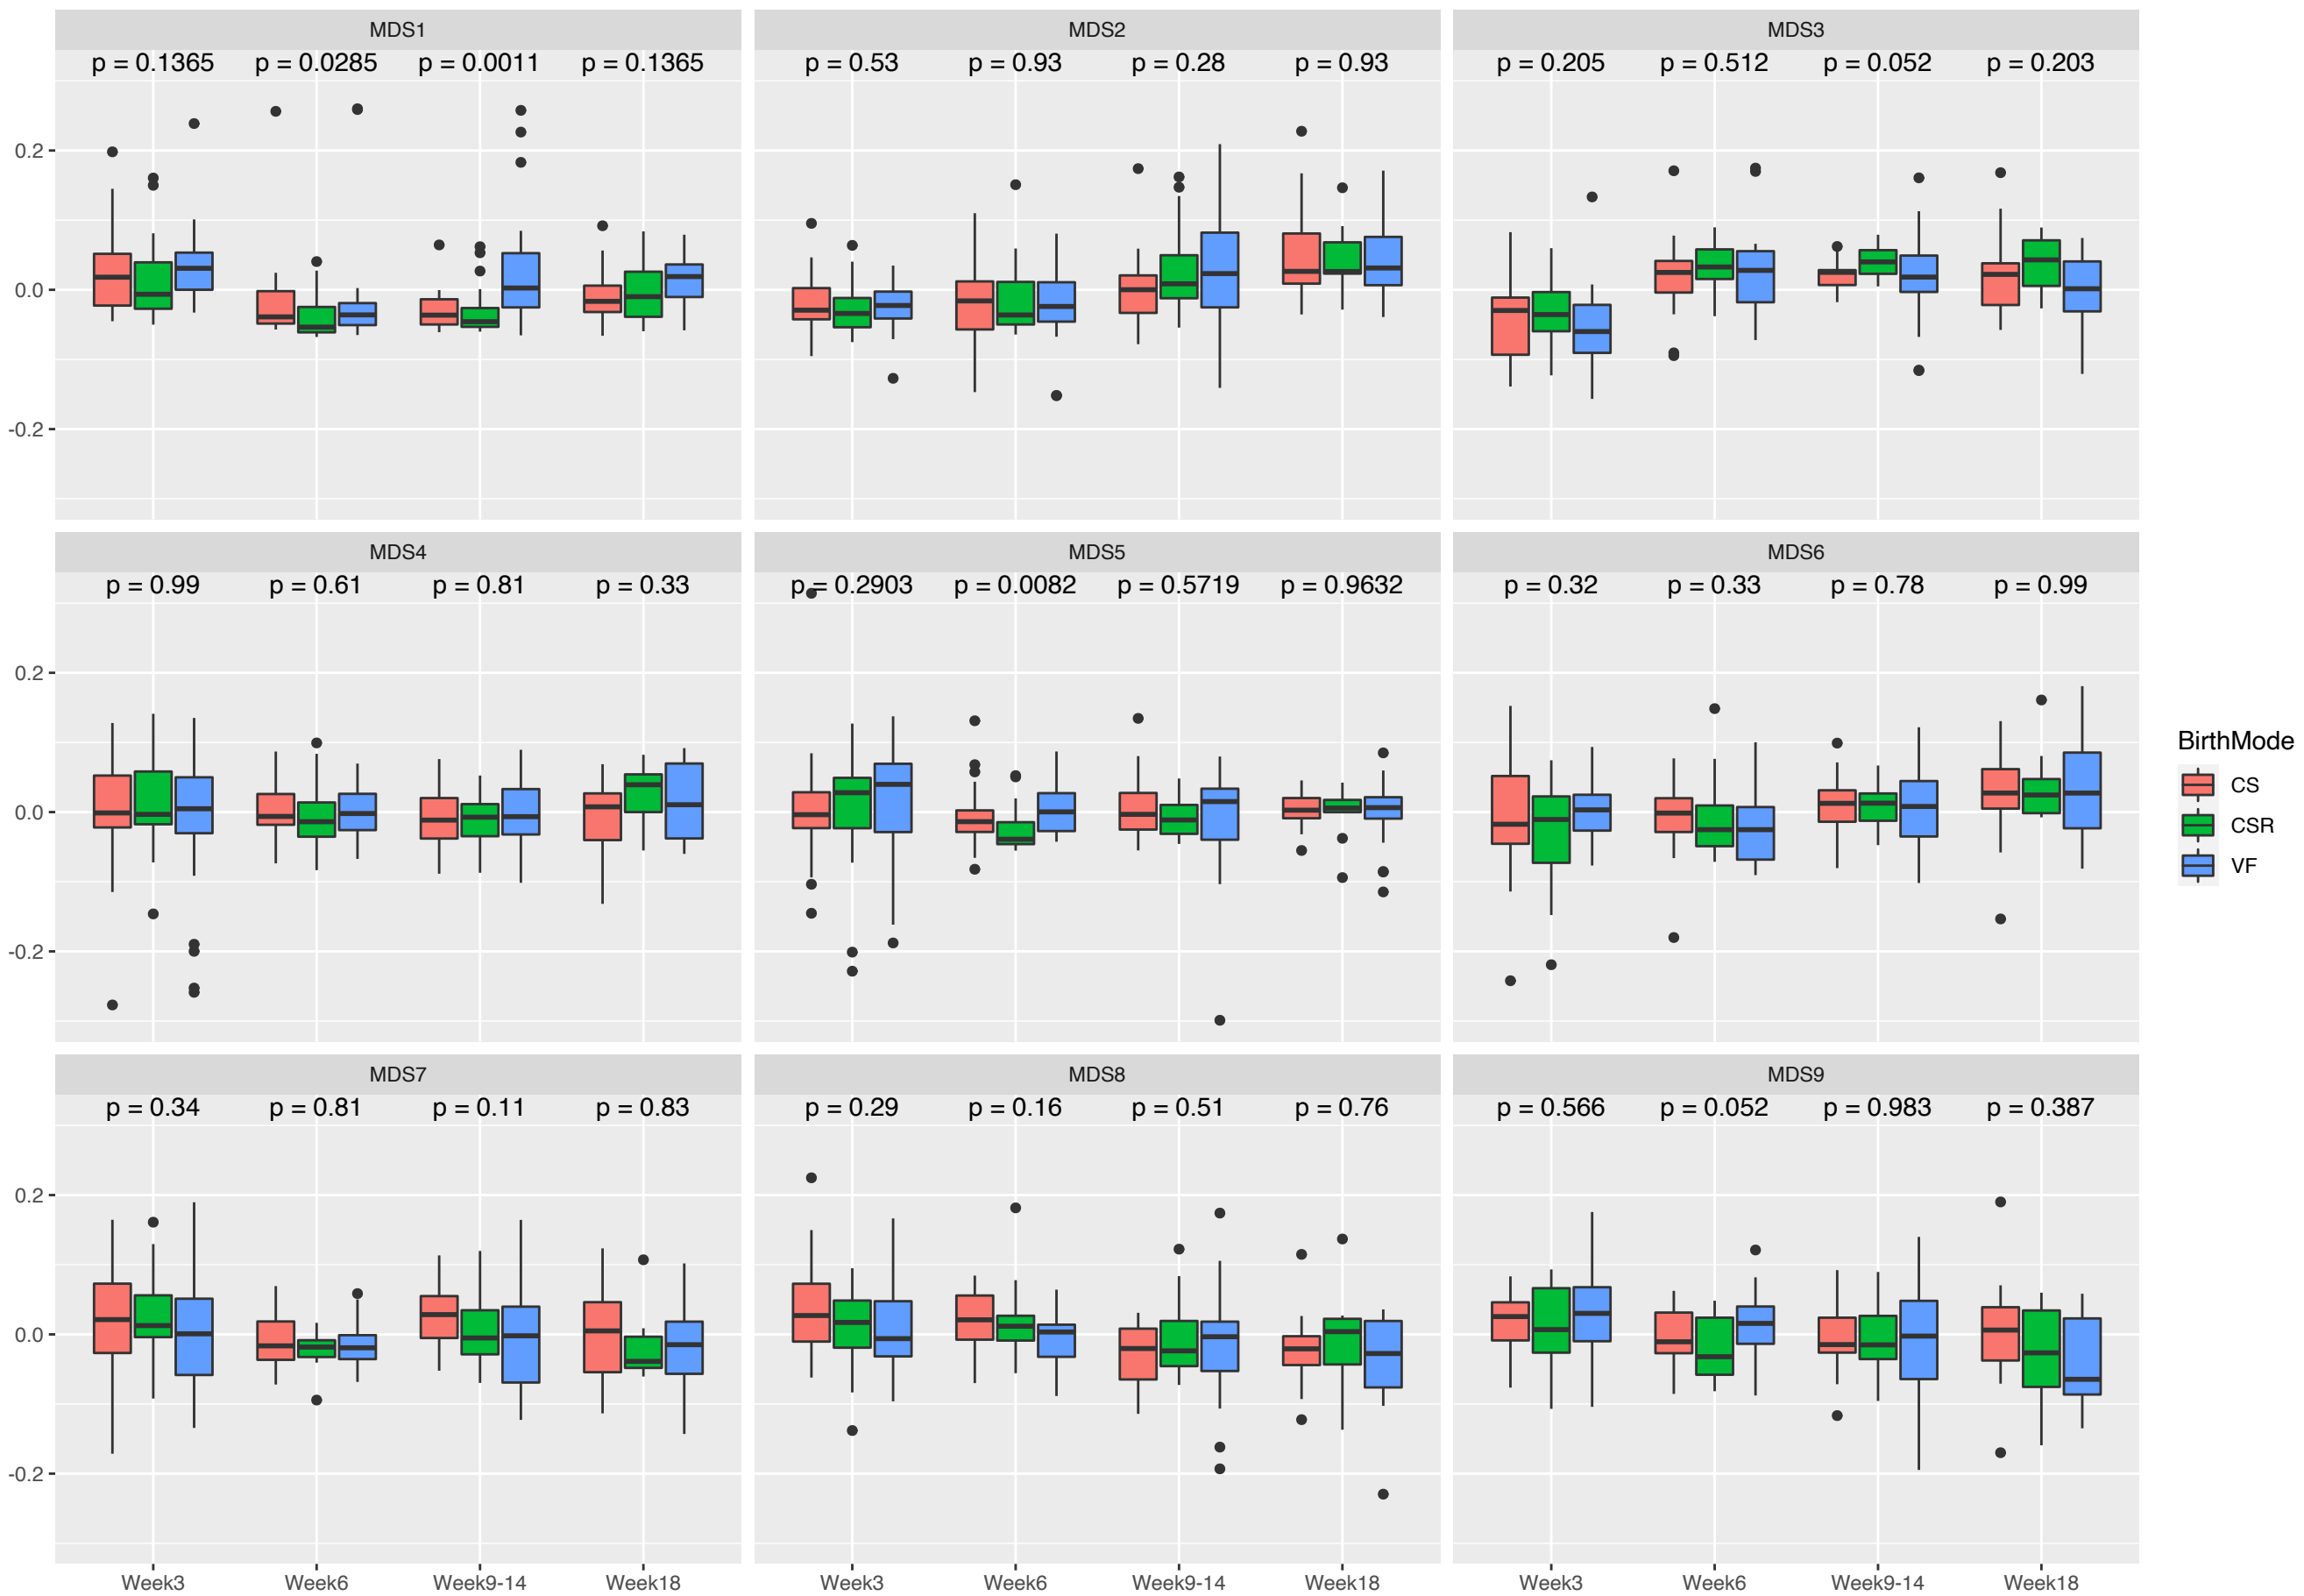 MDS1
MDS2
MDS3
p = 0.1365 p = 0.0285 p = 0.0011 p = 0.1365
p = 0.53 p = 0.93 p = 0.28 p = 0.93
p = 0.205 p = 0.512 p = 0.052 p = 0.203
0.2
0.0
-0.2
MDS4
MDS5
MDS6
p = 0.99 p = 0.61 p = 0.81 p = 0.33
p = 0.2903 p = 0.0082 p = 0.5719 p = 0.9632
p = 0.32 p = 0.33 p = 0.78 p = 0.99
0.2
0.0
-0.2
MDS7
MDS8
MDS9
p = 0.34 p = 0.81 p = 0.11 p = 0.83
p = 0.29 p = 0.16 p = 0.51 p = 0.76
p = 0.566 p = 0.052 p = 0.983 p = 0.387
0.2
0.0
-0.2
Week3 Week6 Week9-14 Week18
Week3 Week6 Week9-14 Week18
Week3 Week6 Week9-14 Week18
BirthMode
CS
CSR
VF